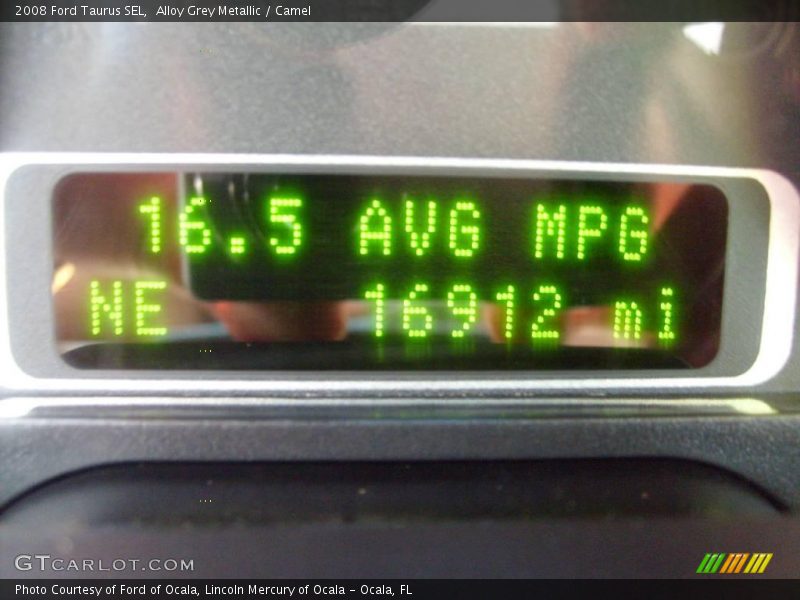 2008 Ford Taurus SEL,  Alloy Grey Metallic / Camel
16.5 AVG MPG
NE 16912 mi
GTCARLOT.COM
Photo Courtesy of Ford of Ocala, Lincoln Mercury of Ocala - Ocala, FL